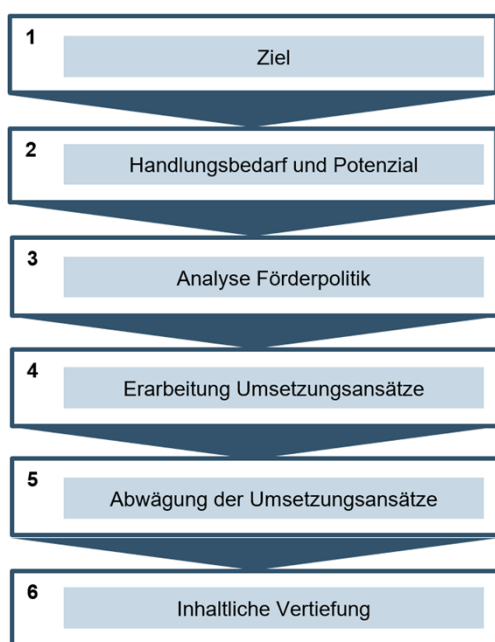 1
Ziel
2
Handlungsbedarf und Potenzial
3
Analyse Förderpolitik
4
Erarbeitung Umsetzungsansätze
5
Abwägung der Umsetzungsansätze
6
Inhaltliche Vertiefung